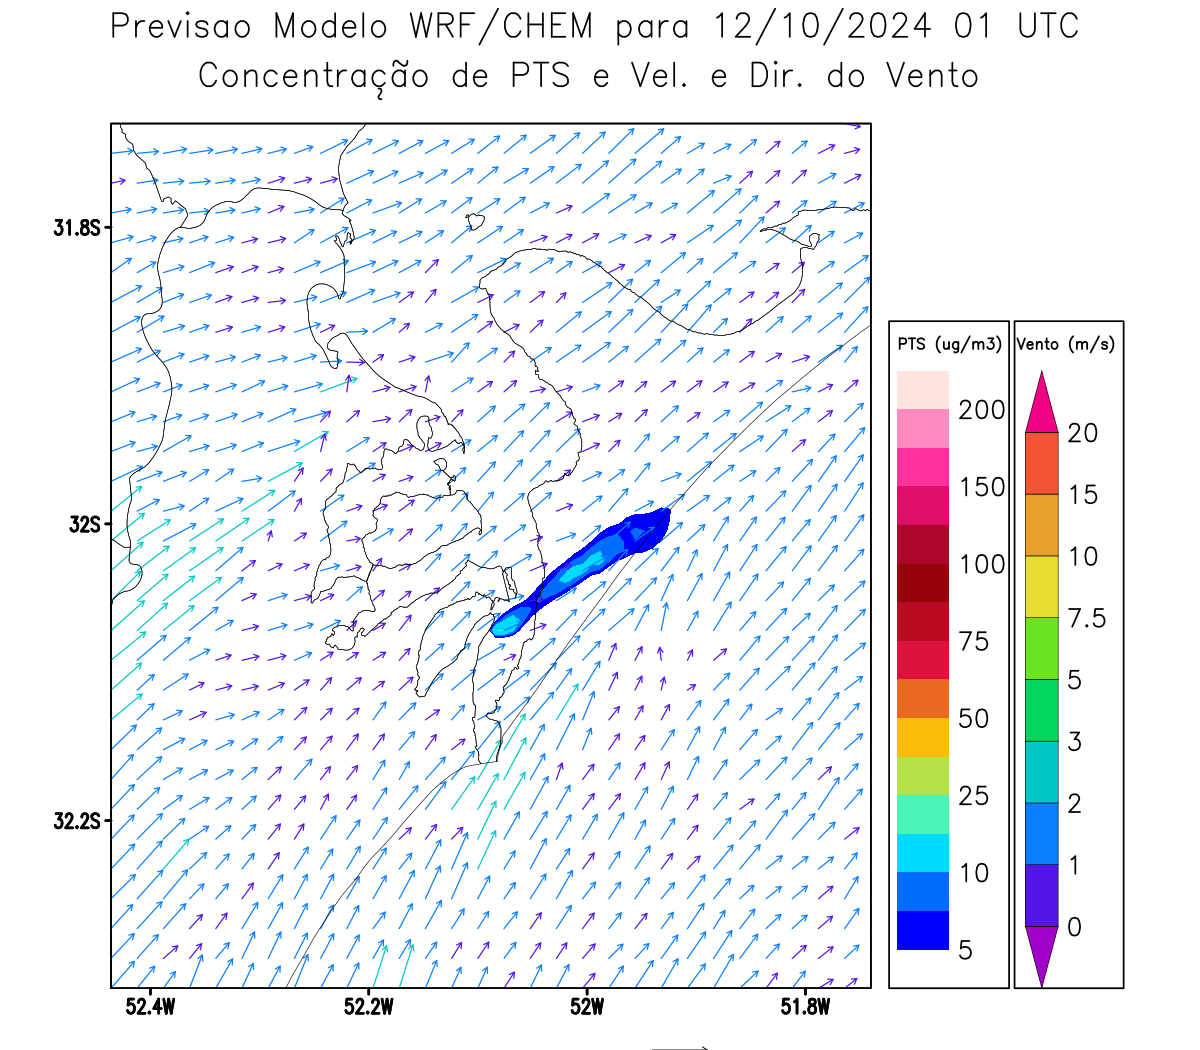 Previsao Modelo WRF/CHEM para 12/10/2024 01 UTC
Concentração de PTS e Vel. e Dir. do Vento
31.8S
32S
32.2S
52.4W
52.2W
52W
51.8W
PTS (ug/m3)
200
150
100
75
50
25
10
5
Vento (m/s)
20
15
10
7.5
5
3
2
1
0